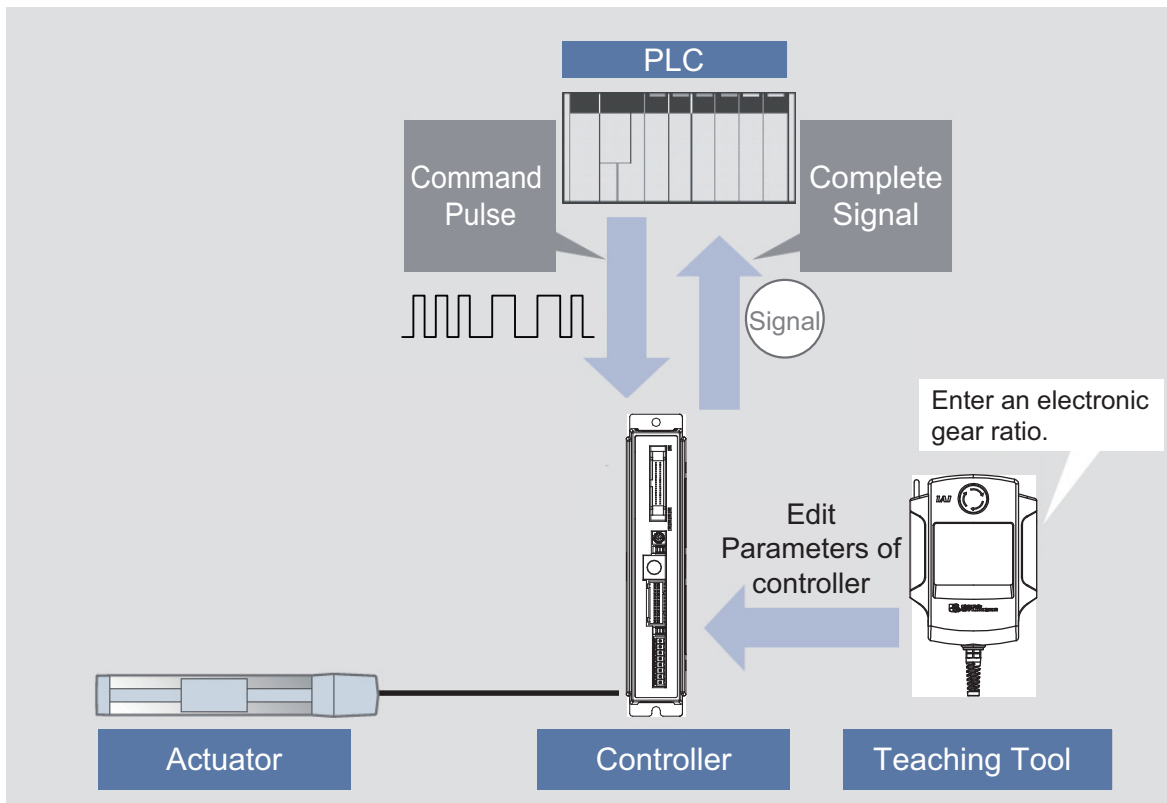 PLC
Command
Pulse
Complete
Signal
Signal
Enter an electronic
gear ratio.
IAI
Edit
Parameters of
controller
Actuator
Controller
Teaching Tool